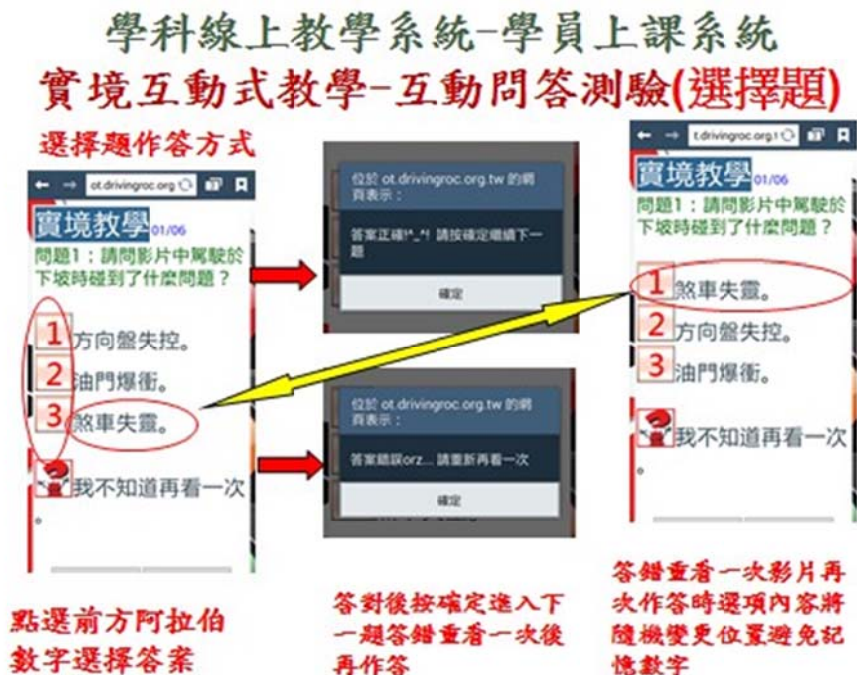 學科線上教學系統-學員上課系統
實境互動式教學-互動問答測驗(選擇題)
選擇題作答方式
ot.drivingroc.org
實境教學 01/06
問題1：請問影片中駕駛於
下坡時碰到了什麼問題？
1 方向盤失控。
2 油門爆衝。
3 煞車失靈。
我不知道再看一次
。
點選前方阿拉伯
數字選擇答案
位於 ot.drivingroc.org.tw 的網
頁表示：
答案正確!^_^! 請按確定繼續下一
題
確定
位於 ot.drivingroc.org.tw 的網
頁表示：
答案錯誤orz... 請重新再看一次
確定
答對後按確定進入下
一題答錯重看一次後
再作答
t.drivingroc.org.t
實境教學 01/06
問題1：請問影片中駕駛於
下坡時碰到了什麼問題？
1 煞車失靈。
2 方向盤失控。
3 油門爆衝。
我不知道再看一次
。
答錯重看一次影片再
次作答時選項內容將
隨機變更位置避免記
憶數字